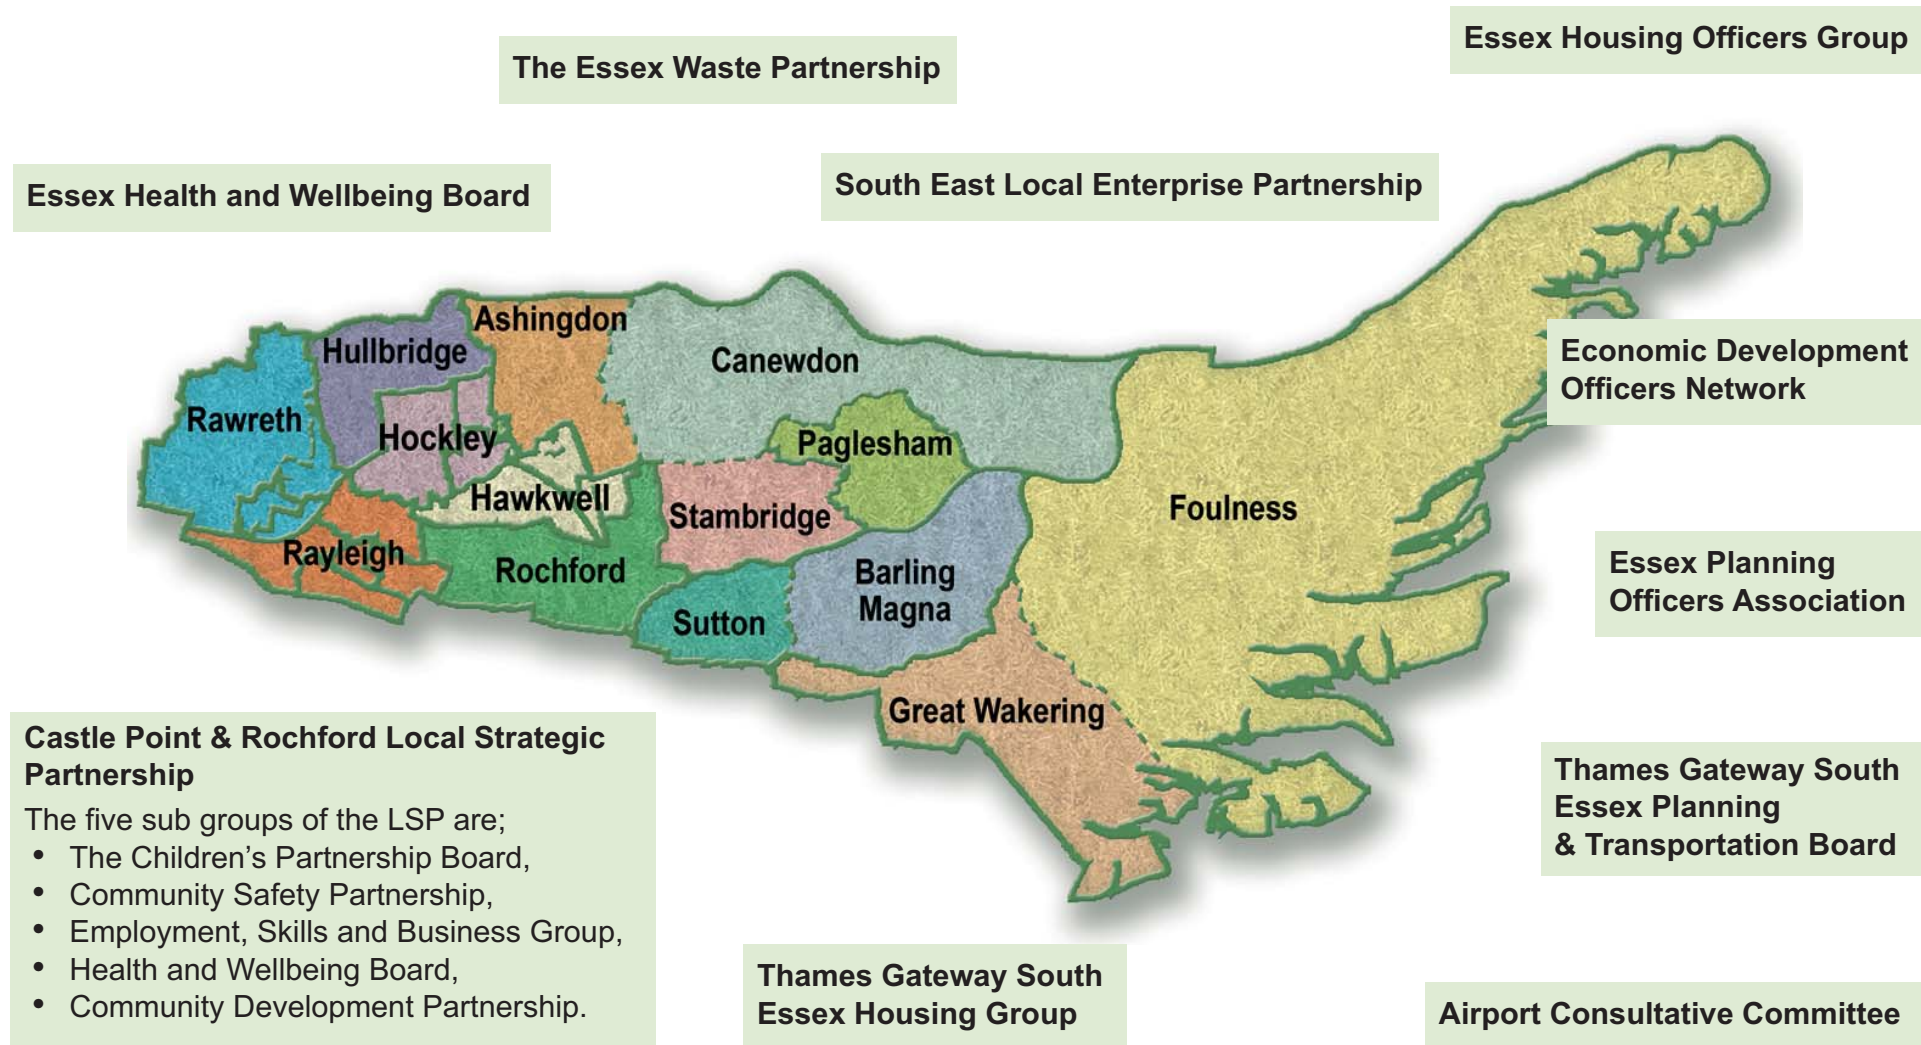 Essex Housing Officers Group
The Essex Waste Partnership
South East Local Enterprise Partnership
Essex Health and Wellbeing Board
Ashingdon
Hullbridge
Canewdon
Rawreth
Hockley
Paglesham
Hawkwell
Stambridge
Foulness
Rayleigh
Rochford
Barling
Magna
Sutton
Great Wakering
Economic Development
Officers Network
Essex Planning
Officers Association
Castle Point & Rochford Local Strategic
Partnership
The five sub groups of the LSP are;
• The Children’s Partnership Board,
• Community Safety Partnership,
• Employment, Skills and Business Group,
• Health and Wellbeing Board,
• Community Development Partnership.
Thames Gateway South
Essex Planning
& Transportation Board
Thames Gateway South
Essex Housing Group
Airport Consultative Committee